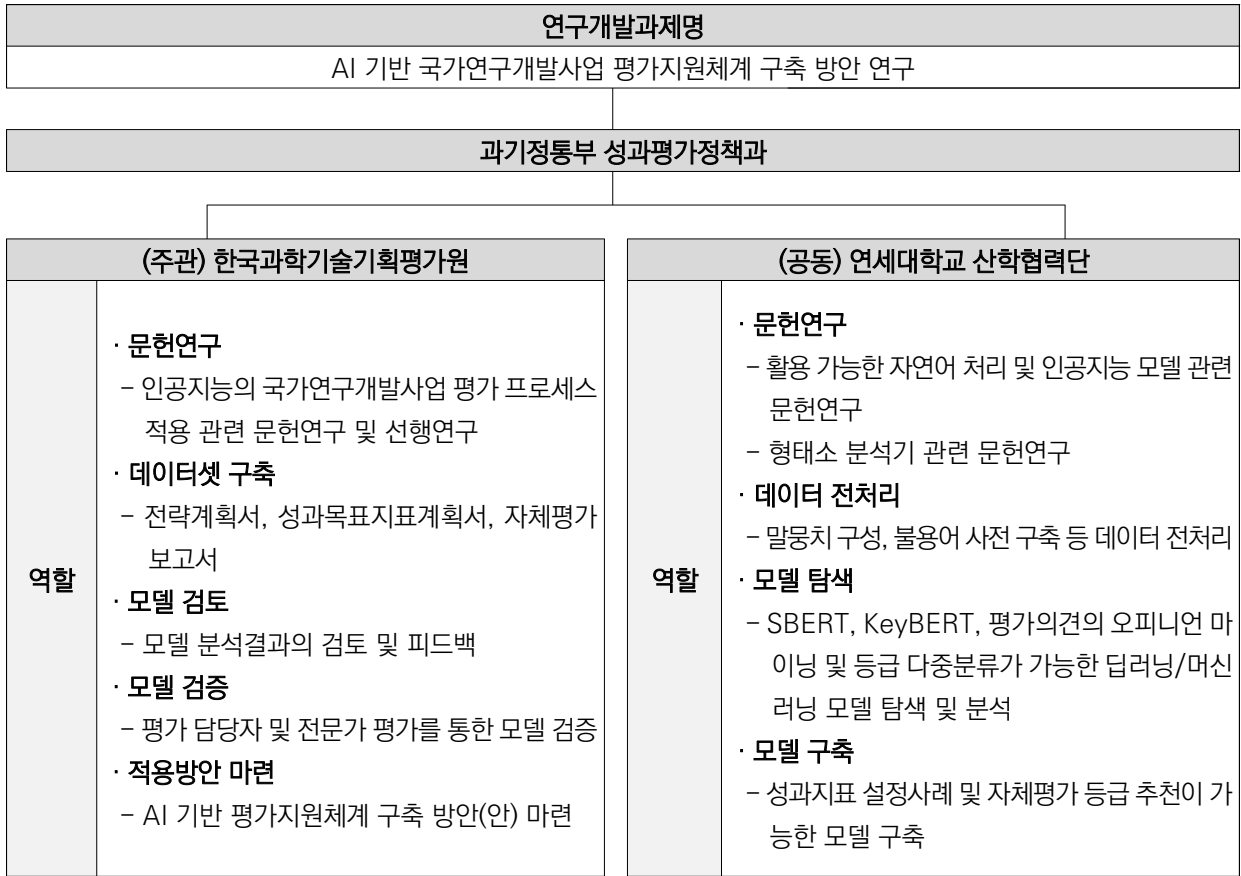 연구개발과제명
AI 기반 국가연구개발사업 평가지원체계 구축 방안 연구
과기정통부 성과평가정책과
(주관) 한국과학기술기획평가원
역할
· 문헌연구
- 인공지능의 국가연구개발사업 평가 프로세스
적용 관련 문헌연구 및 선행연구
· 데이터셋 구축
- 전략계획서, 성과목표지표계획서, 자체평가
보고서
· 모델 검토
- 모델 분석결과의 검토 및 피드백
· 모델 검증
- 평가 담당자 및 전문가 평가를 통한 모델 검증
· 적용방안 마련
- AI 기반 평가지원체계 구축 방안(안) 마련
(공동) 연세대학교 산학협력단
역할
· 문헌연구
- 활용 가능한 자연어 처리 및 인공지능 모델 관련
문헌연구
- 형태소 분석기 관련 문헌연구
· 데이터 전처리
- 말뭉치 구성, 불용어 사전 구축 등 데이터 전처리
· 모델 탐색
- SBERT, KeyBERT, 평가의견의 오피니언 마
이닝 및 등급 다중분류가 가능한 딥러닝/머신
러닝 모델 탐색 및 분석
· 모델 구축
- 성과지표 설정사례 및 자체평가 등급 추천이 가
능한 모델 구축